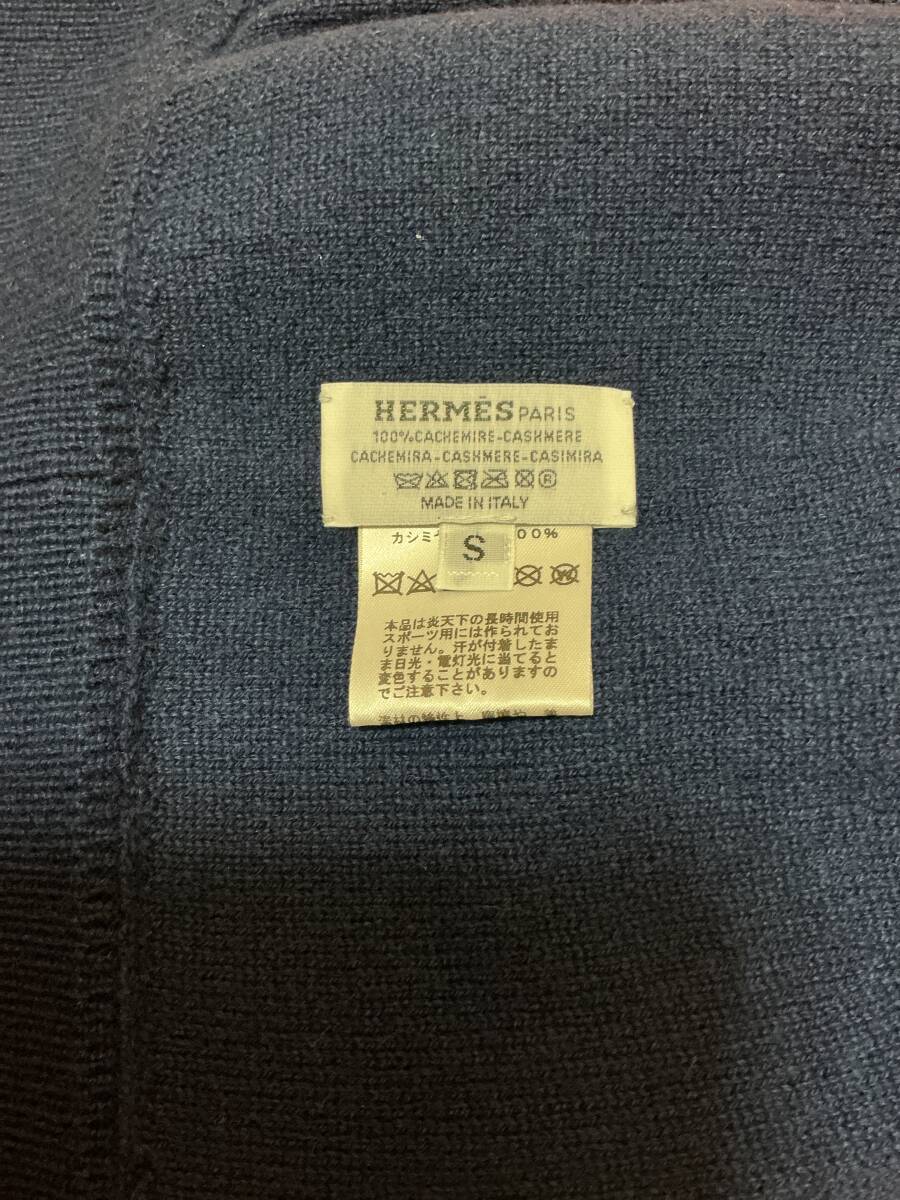 HERMÈS PARIS
100% CACHEMIRE-CASHMERE
CACHEMIRA-CASHMERE-CASIMIRA
MADE IN ITALY
S
カシミ 00%
本品は炎天下の長時間使用
スポーツ用には作られてお
りません。汗が付着したま
ま日光・電灯光に当てると
変色することがありますの
でご注意下さい。